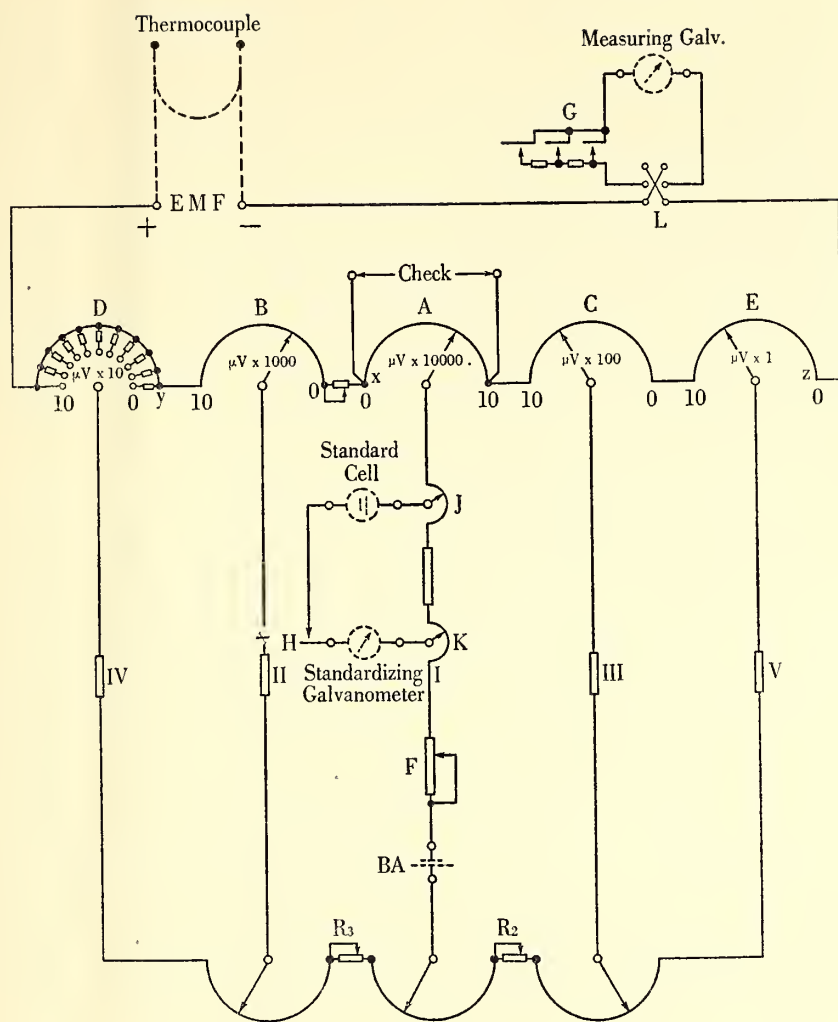 Thermocouple
Measuring Galv.
G
E M F
+
−
L
Check
D
B
A
C
E
μV x 10
μV x 1000
μV x 10000
μV x 100
μV x 1
10
0
y
10
0
x
0
10
10
0
10
z
0
Standard
Cell
J
H
K
Standardizing
Galvanometer
I
IV
II
III
V
F
BA
R3
R2